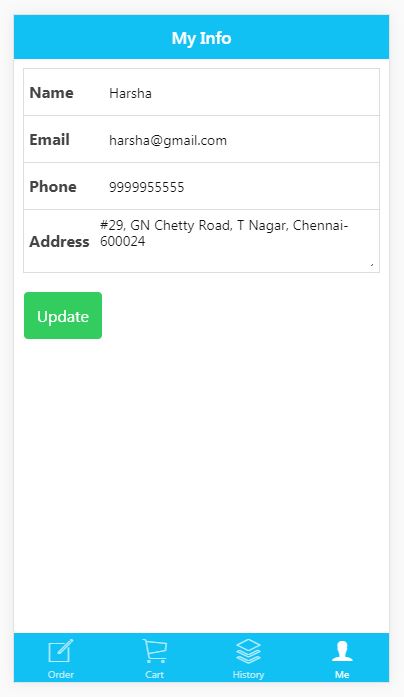 My Info
Name Harsha
Email harsha@gmail.com
Phone 9999955555
Address #29, GN Chetty Road, T Nagar, Chennai-
600024
Update
Order Cart History Me